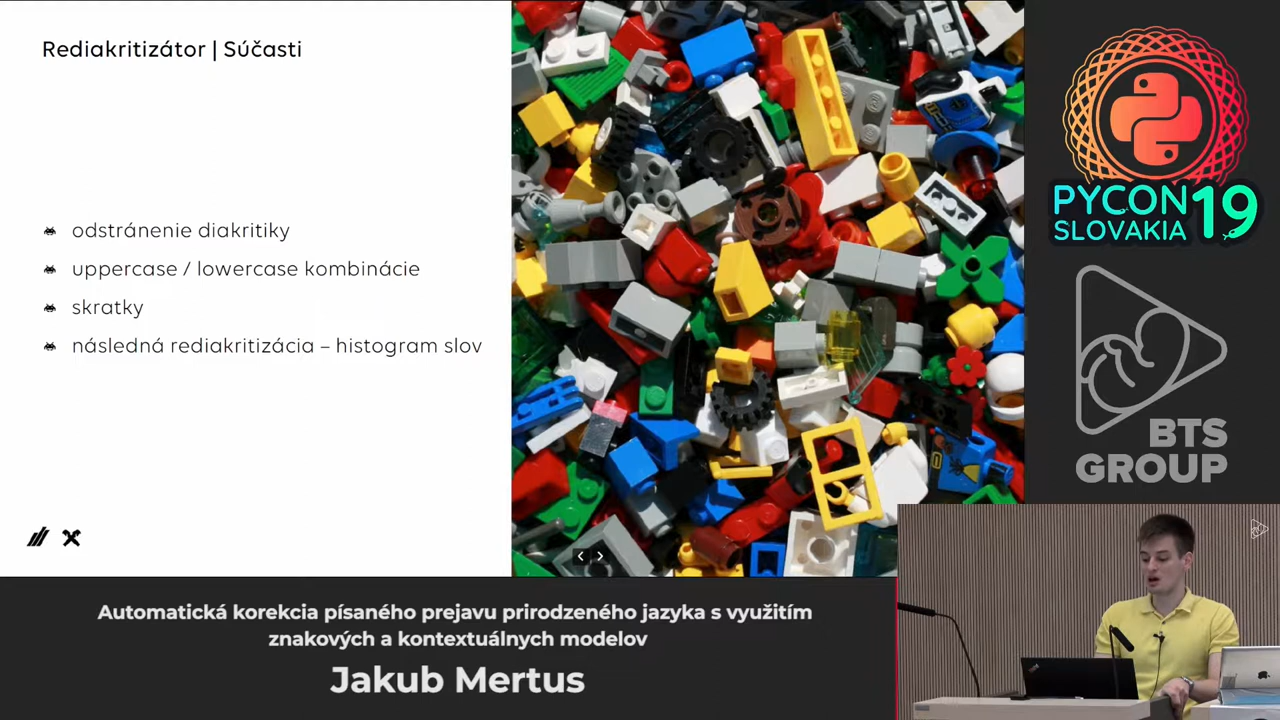 Rediakritizátor | Súčasti
odstránenie diakritiky
uppercase / lowercase kombinácie
skratky
následná rediakritizácia – histogram slov
PYCON
SLOVAKIA
19
BTS
GROUP
Automatická korekcia písaného prejavu prirodzeného jazyka s využitím
znakových a kontextuálnych modelov
Jakub Mertus